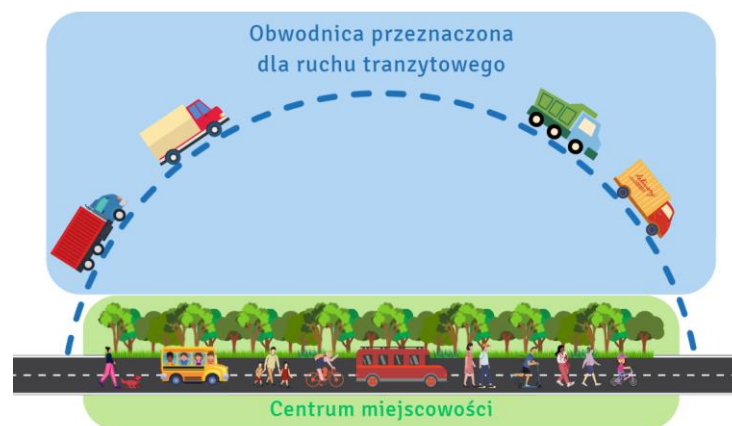 Obwodnica przeznaczona
dla ruchu tranzytowego
Centrum miejscowości